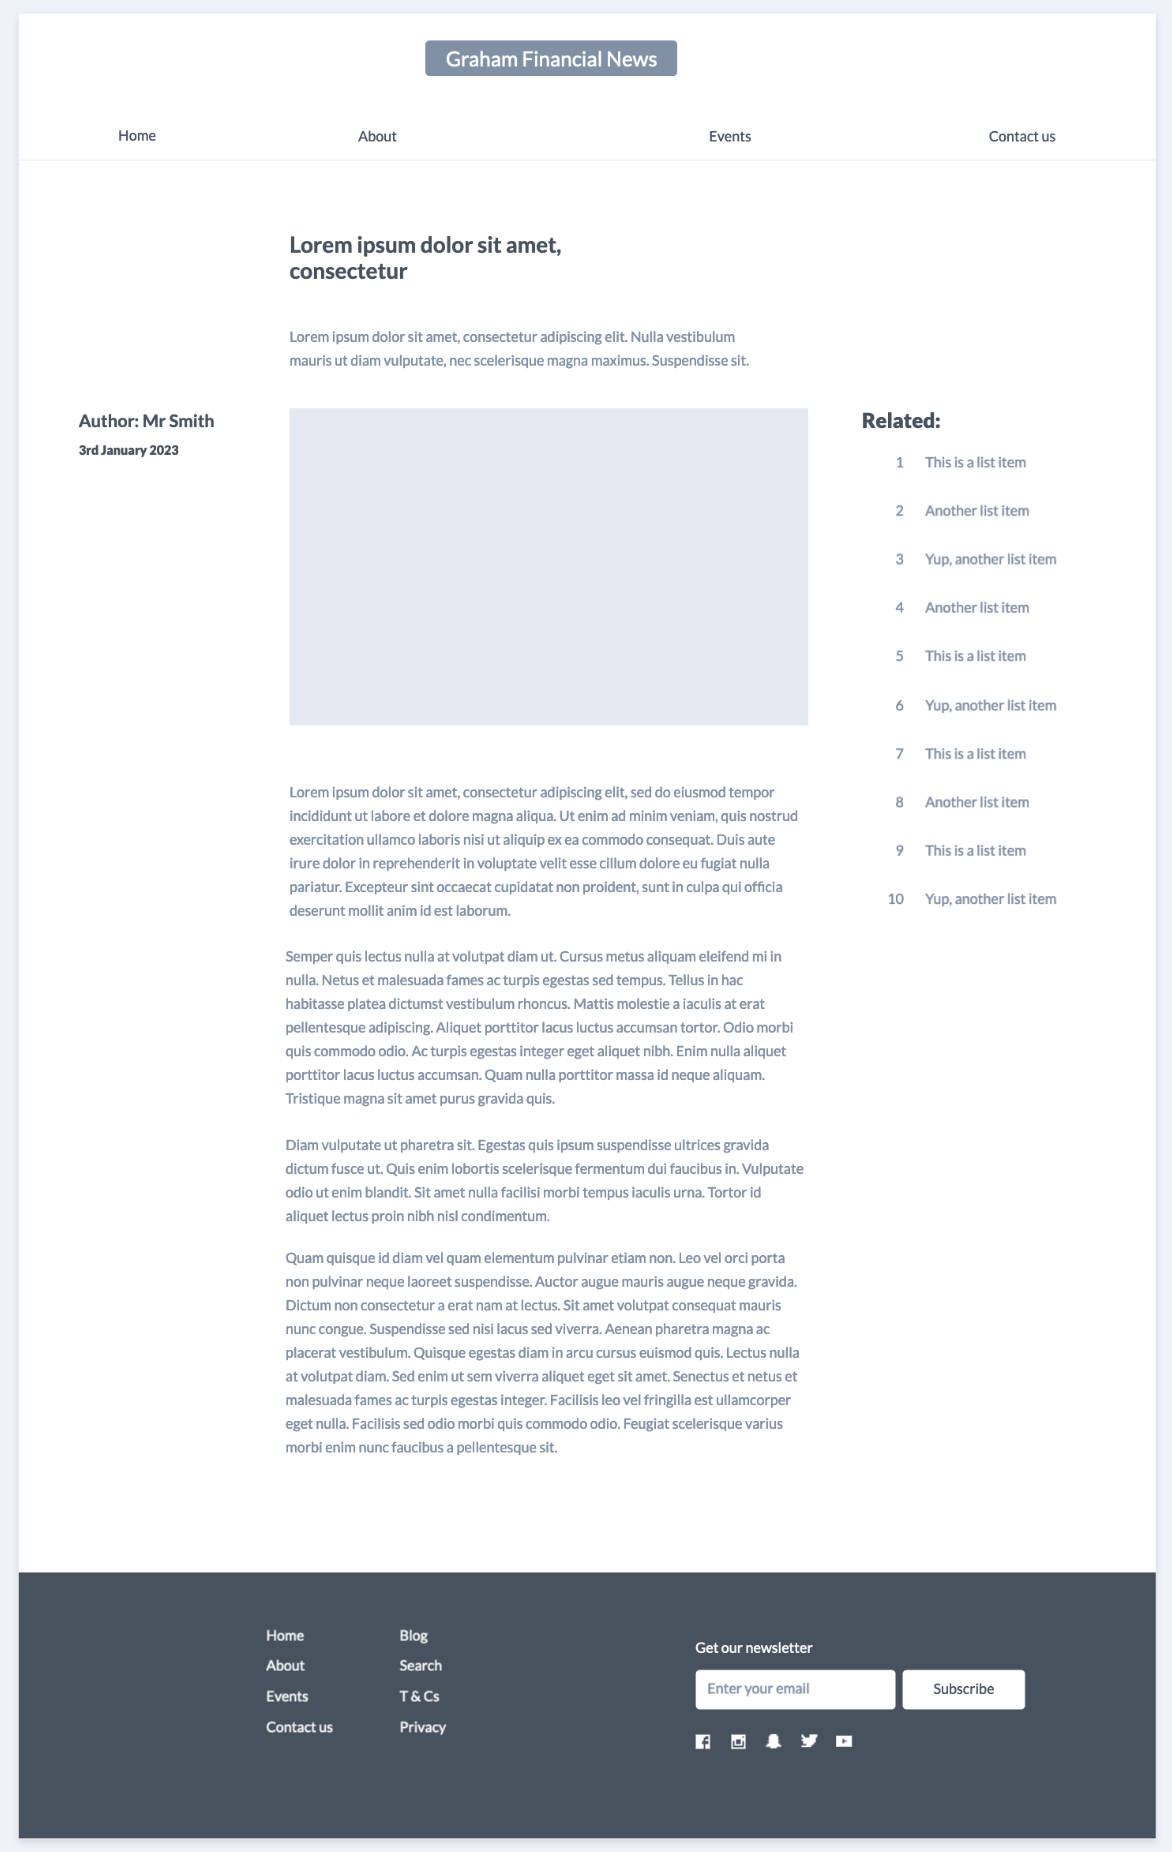 Graham Financial News
Home
About
Events
Contact us
Lorem ipsum dolor sit amet,
consectetur
Lorem ipsum dolor sit amet, consectetur adipiscing elit. Nulla vestibulum
mauris ut diam vulputate, nec scelerisque magna maximus. Suspendisse sit.
Author: Mr Smith
3rd January 2023
Lorem ipsum dolor sit amet, consectetur adipiscing elit, sed do eiusmod tempor
incididunt ut labore et dolore magna aliqua. Ut enim ad minim veniam, quis nostrud
exercitation ullamco laboris nisi ut aliquip ex ea commodo consequat. Duis aute
irure dolor in reprehenderit in voluptate velit esse cillum dolore eu fugiat nulla
pariatur. Excepteur sint occaecat cupidatat non proident, sunt in culpa qui officia
deserunt mollit anim id est laborum.
Semper quis lectus nulla at volutpat diam ut. Cursus metus aliquam eleifend mi in
nulla. Netus et malesuada fames ac turpis egestas sed tempus. Tellus in hac
habitasse platea dictumst vestibulum rhoncus. Mattis molestie a iaculis at erat
pellentesque adipiscing. Aliquet porttitor lacus luctus accumsan tortor. Odio morbi
quis commodo odio. Ac turpis egestas integer eget aliquet nibh. Enim nulla aliquet
porttitor lacus luctus accumsan. Quam nulla porttitor massa id neque aliquam.
Tristique magna sit amet purus gravida quis.
Diam vulputate ut pharetra sit. Egestas quis ipsum suspendisse ultrices gravida
dictum fusce ut. Quis enim lobortis scelerisque fermentum dui faucibus in. Vulputate
odio ut enim blandit. Sit amet nulla facilisi morbi tempus iaculis urna. Tortor id
aliquet lectus proin nibh nisl condimentum.
Quam quisque id diam vel quam elementum pulvinar etiam non. Leo vel orci porta
non pulvinar neque laoreet suspendisse. Auctor augue mauris augue neque gravida.
Dictum non consectetur a erat nam at lectus. Sit amet volutpat consequat mauris
nunc congue. Suspendisse sed nisi lacus sed viverra. Aenean pharetra magna ac
placerat vestibulum. Quisque egestas diam in arcu cursus euismod quis. Lectus nulla
at volutpat diam. Sed enim ut sem viverra aliquet eget sit amet. Senectus et netus et
malesuada fames ac turpis egestas integer. Facilisis leo vel fringilla est ullamcorper
eget nulla. Facilisis sed odio morbi quis commodo odio. Feugiat scelerisque varius
morbi enim nunc faucibus a pellentesque sit.
Related:
1 This is a list item
2 Another list item
3 Yup, another list item
4 Another list item
5 This is a list item
6 Yup, another list item
7 This is a list item
8 Another list item
9 This is a list item
10 Yup, another list item
Home
About
Events
Contact us
Blog
Search
T & Cs
Privacy
Get our newsletter
Enter your email
Subscribe